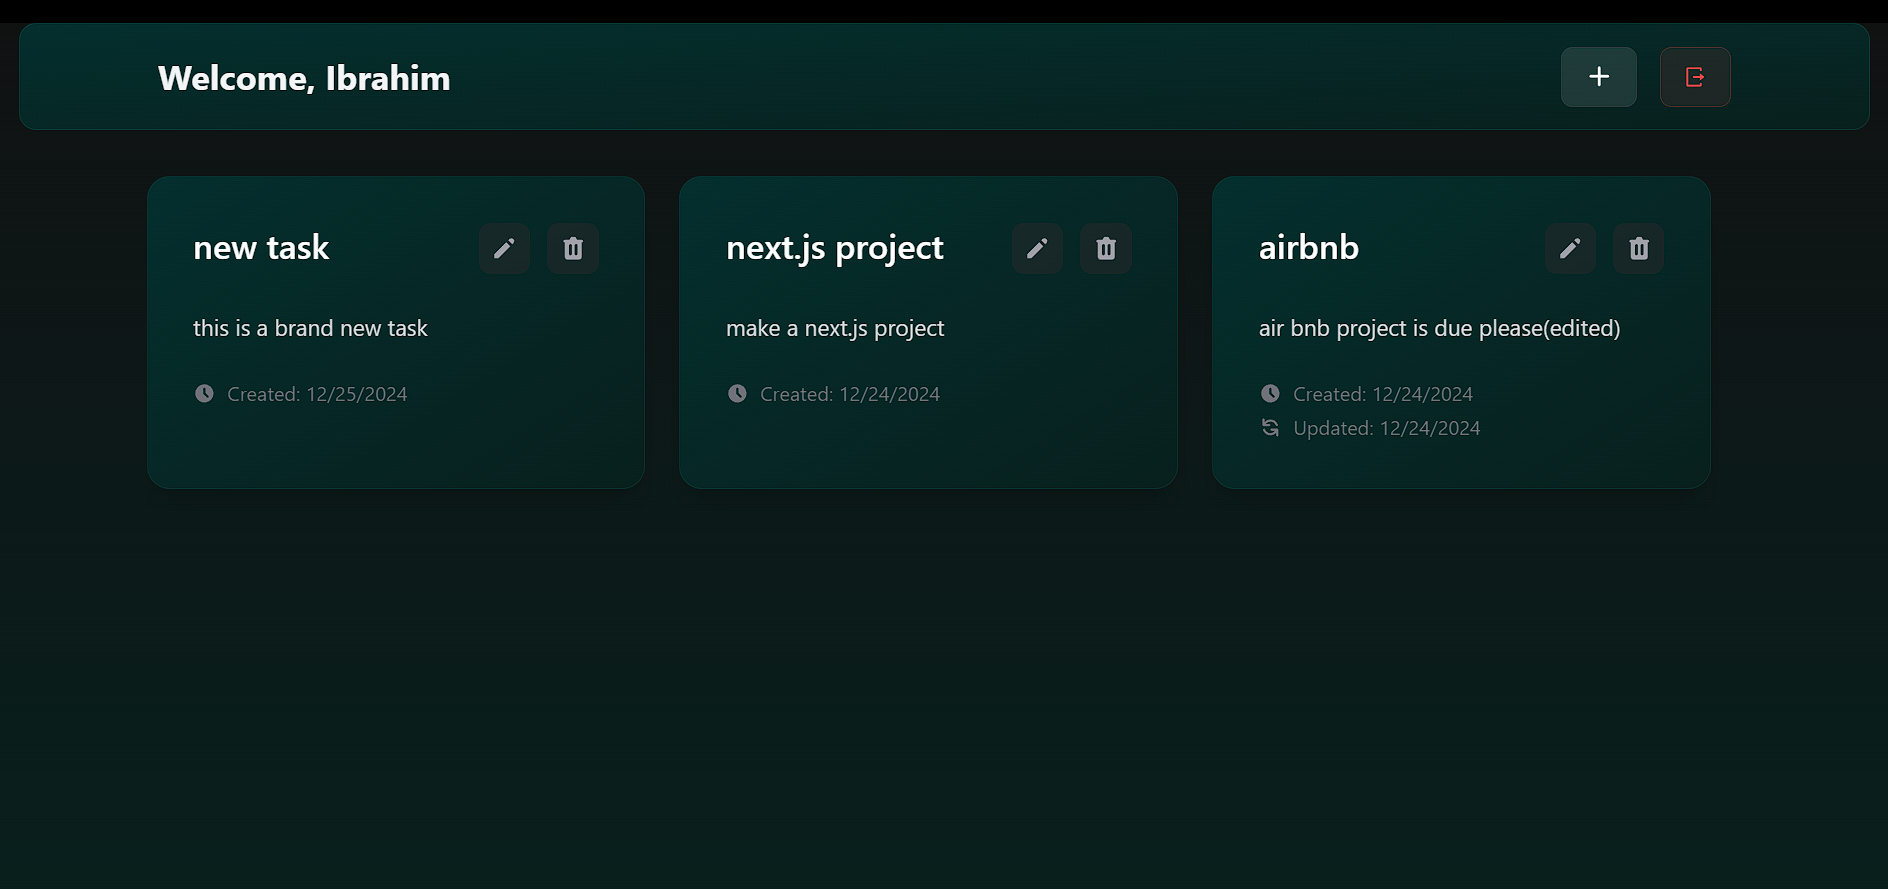 Welcome, Ibrahim
new task
this is a brand new task
Created: 12/25/2024
next.js project
make a next.js project
Created: 12/24/2024
airbnb
air bnb project is due please(edited)
Created: 12/24/2024
Updated: 12/24/2024